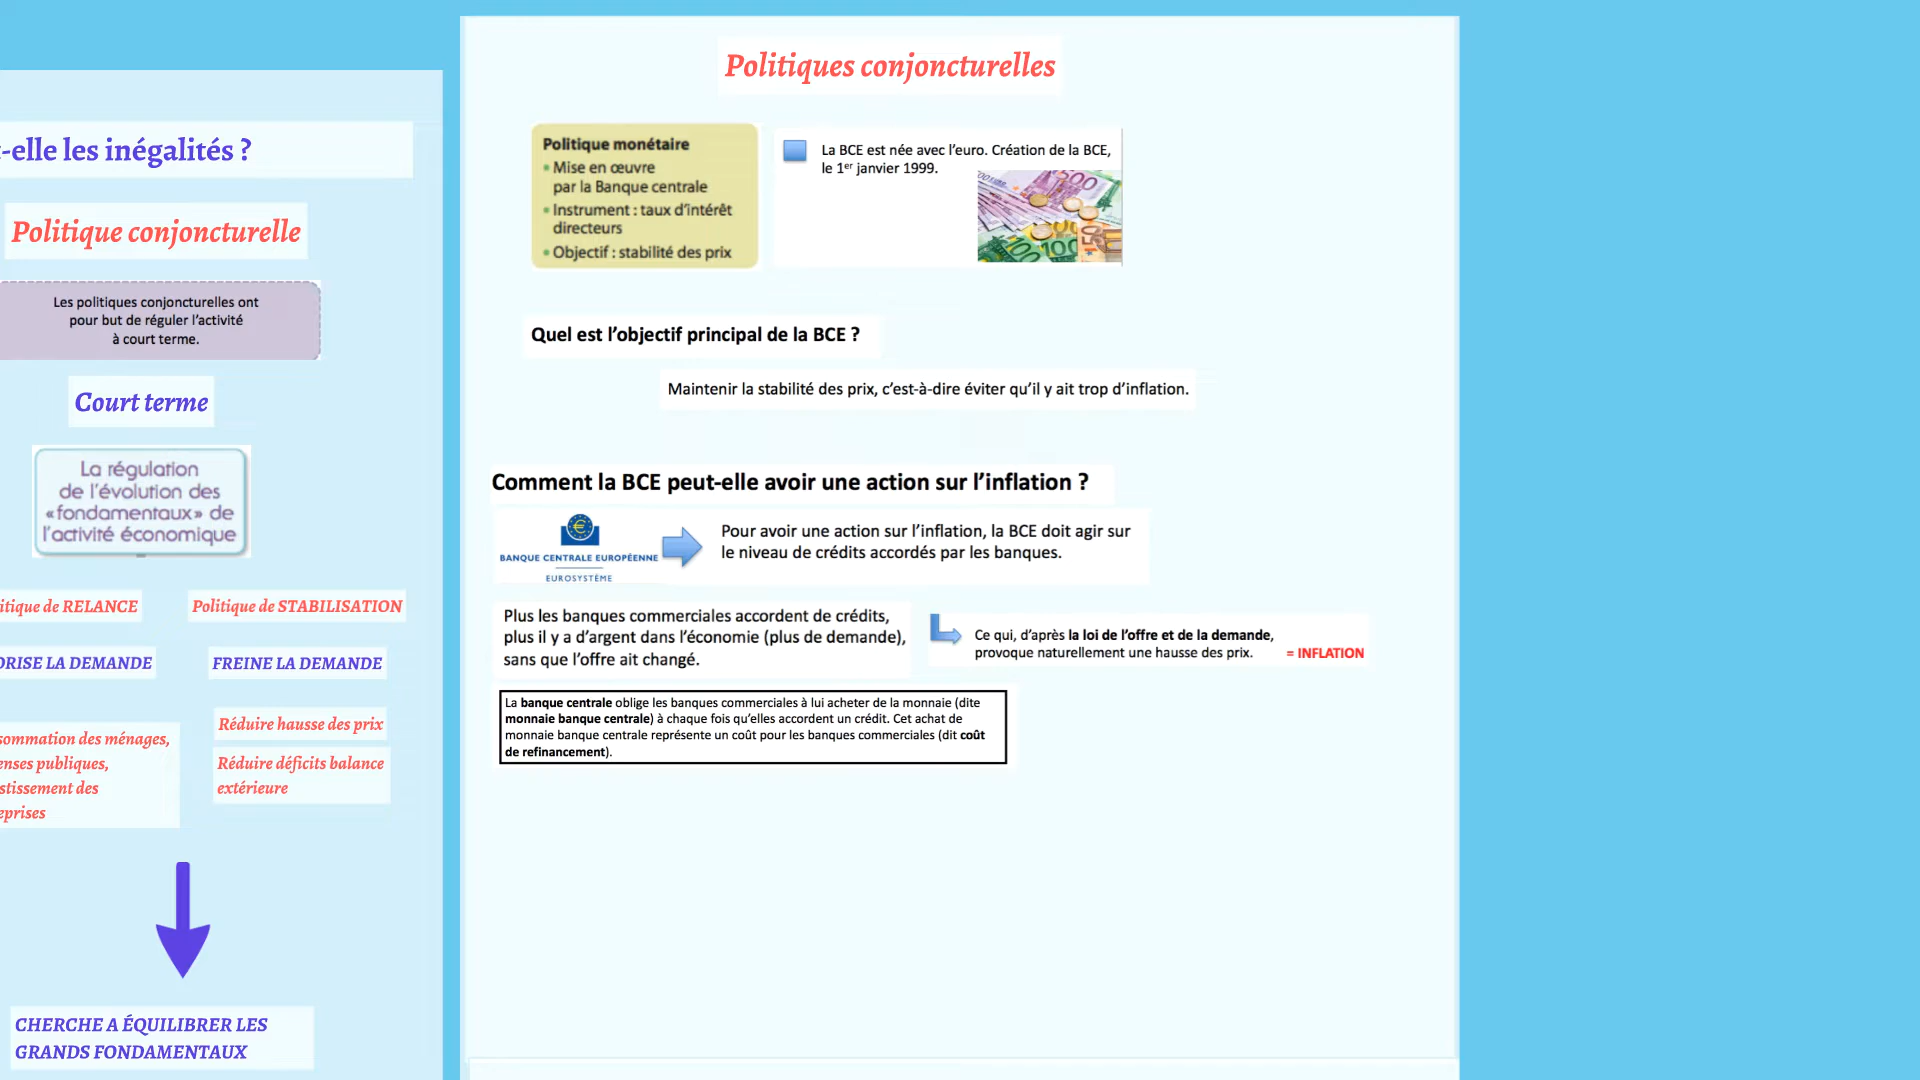 -elle les inégalités ?
Politique conjoncturelle
Les politiques conjoncturelles ont
pour but de réguler l'activité
à court terme.
Court terme
La régulation
de l'évolution des
«fondamentaux» de
l'activité économique
de RELANCE
Politique de STABILISATION
LA DEMANDE
FREINE LA DEMANDE
des ménages,
publiques,
des
Réduire hausse des prix
Réduire déficits balance
extérieure
CHERCHE A ÉQUILIBRER LES
GRANDS FONDAMENTAUX
Politiques conjoncturelles
Politique monétaire
• Mise en œuvre
par la Banque centrale
• Instrument : taux d'intérêt
directeurs
• Objectif : stabilité des prix
La BCE est née avec l'euro. Création de la BCE,
le 1er janvier 1999.
Quel est l'objectif principal de la BCE ?
Maintenir la stabilité des prix, c'est-à-dire éviter qu'il y ait trop d'inflation.
Comment la BCE peut-elle avoir une action sur l'inflation ?
BANQUE CENTRALE EUROPÉENNE
EUROSYSTÈME
Pour avoir une action sur l'inflation, la BCE doit agir sur
le niveau de crédits accordés par les banques.
Plus les banques commerciales accordent de crédits,
plus il y a d'argent dans l'économie (plus de demande),
sans que l'offre ait changé.
Ce qui, d'après la loi de l'offre et de la demande,
provoque naturellement une hausse des prix. = INFLATION
La banque centrale oblige les banques commerciales à lui acheter de la monnaie (dite
monnaie banque centrale) à chaque fois qu'elles accordent un crédit. Cet achat de
monnaie banque centrale représente un coût pour les banques commerciales (dit coût
de refinancement).